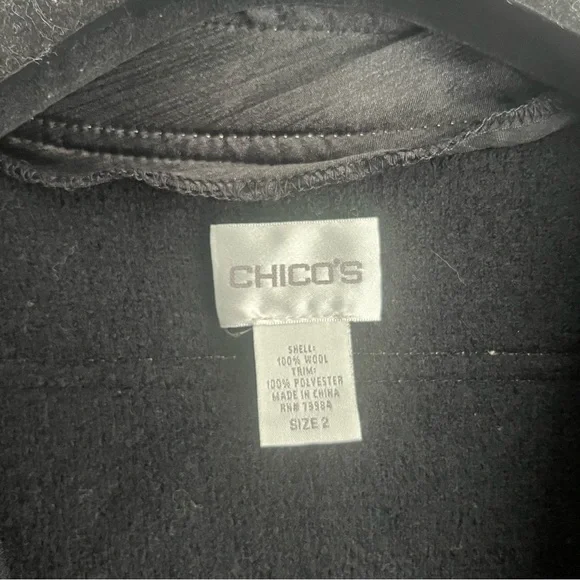 CHICO'S
SHELL:
100% WOOL
TRIM:
100% POLYESTER
MADE IN CHINA
RN# 79984
SIZE 2